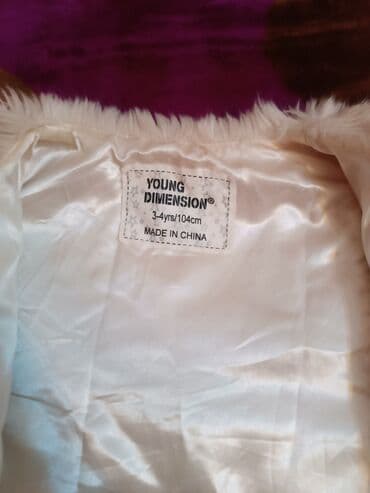 YOUNG
DIMENSION®
3-4yrs/104cm
MADE IN CHINA